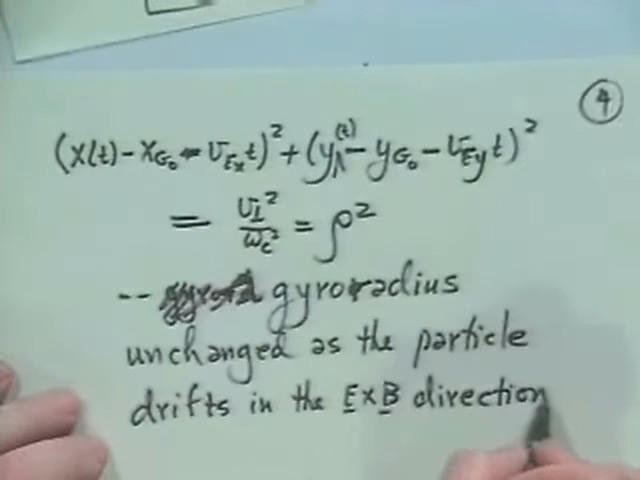 ④
(x(t) - x_{G_0} - v_{Ex} t)^2 + (y(t) - y_{G_0} - v_{Ey} t)^2
= v_⊥^2 / ω_c^2 = ρ^2
-- gyroradius
unchanged as the particle
drifts in the E×B direction